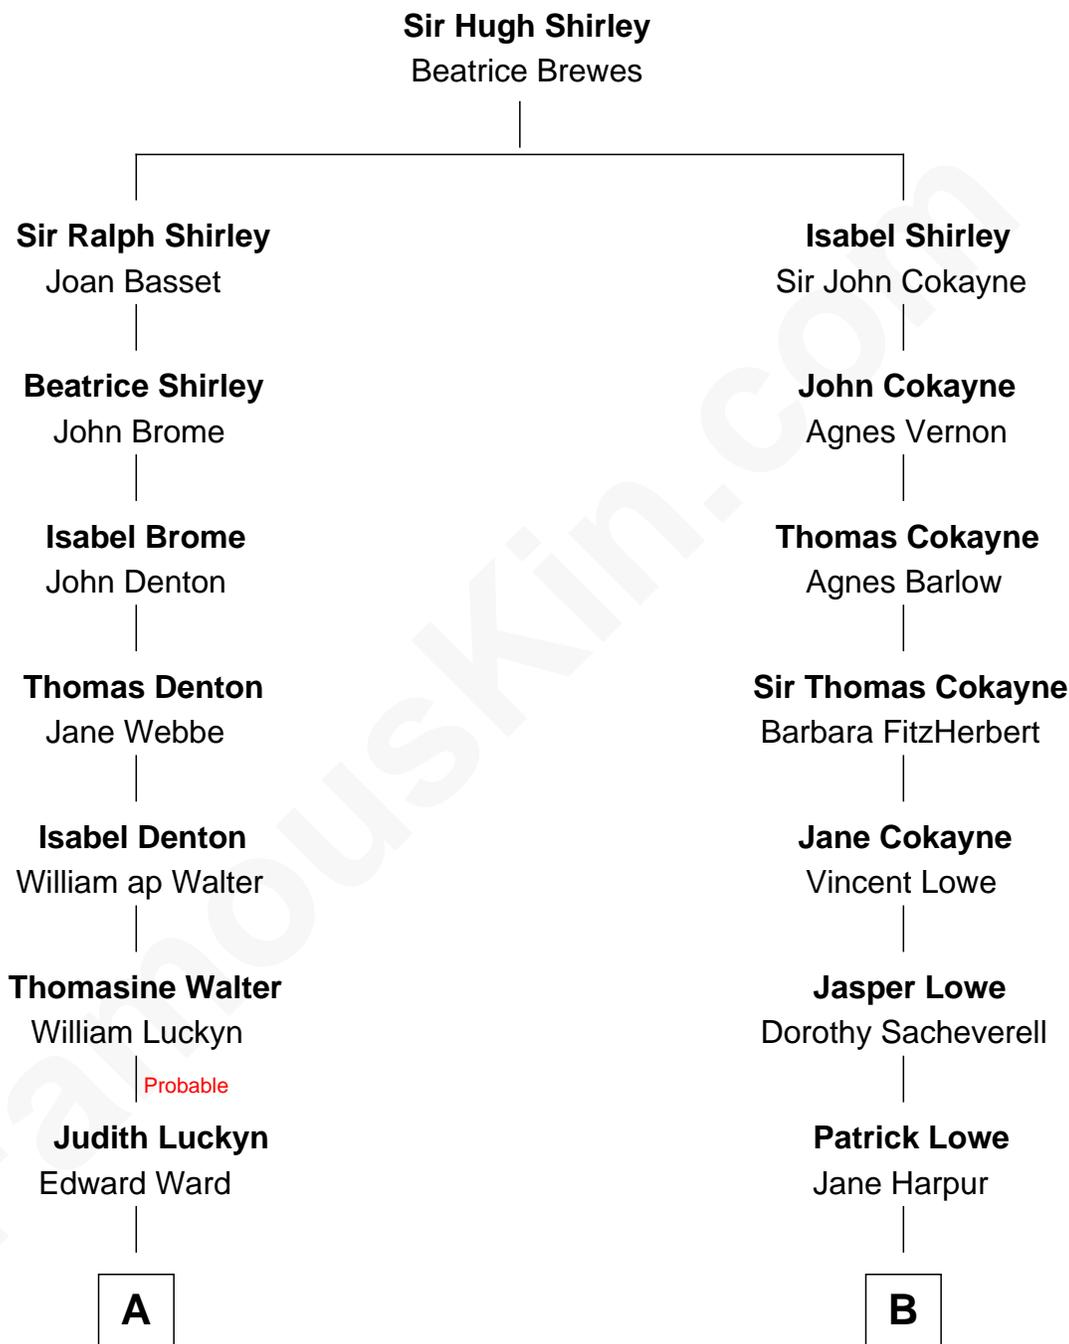 Sir Hugh Shirley
Beatrice Brewes
Sir Ralph Shirley
Joan Basset
Isabel Shirley
Sir John Cokayne
Beatrice Shirley
John Brome
John Cokayne
Agnes Vernon
Isabel Brome
John Denton
Thomas Cokayne
Agnes Barlow
Thomas Denton
Jane Webbe
Sir Thomas Cokayne
Barbara FitzHerbert
Isabel Denton
William ap Walter
Jane Cokayne
Vincent Lowe
Thomasine Walter
William Luckyn
Jasper Lowe
Dorothy Sacheverell
Probable
Judith Luckyn
Edward Ward
Patrick Lowe
Jane Harpur
A
B
FamousKin.com